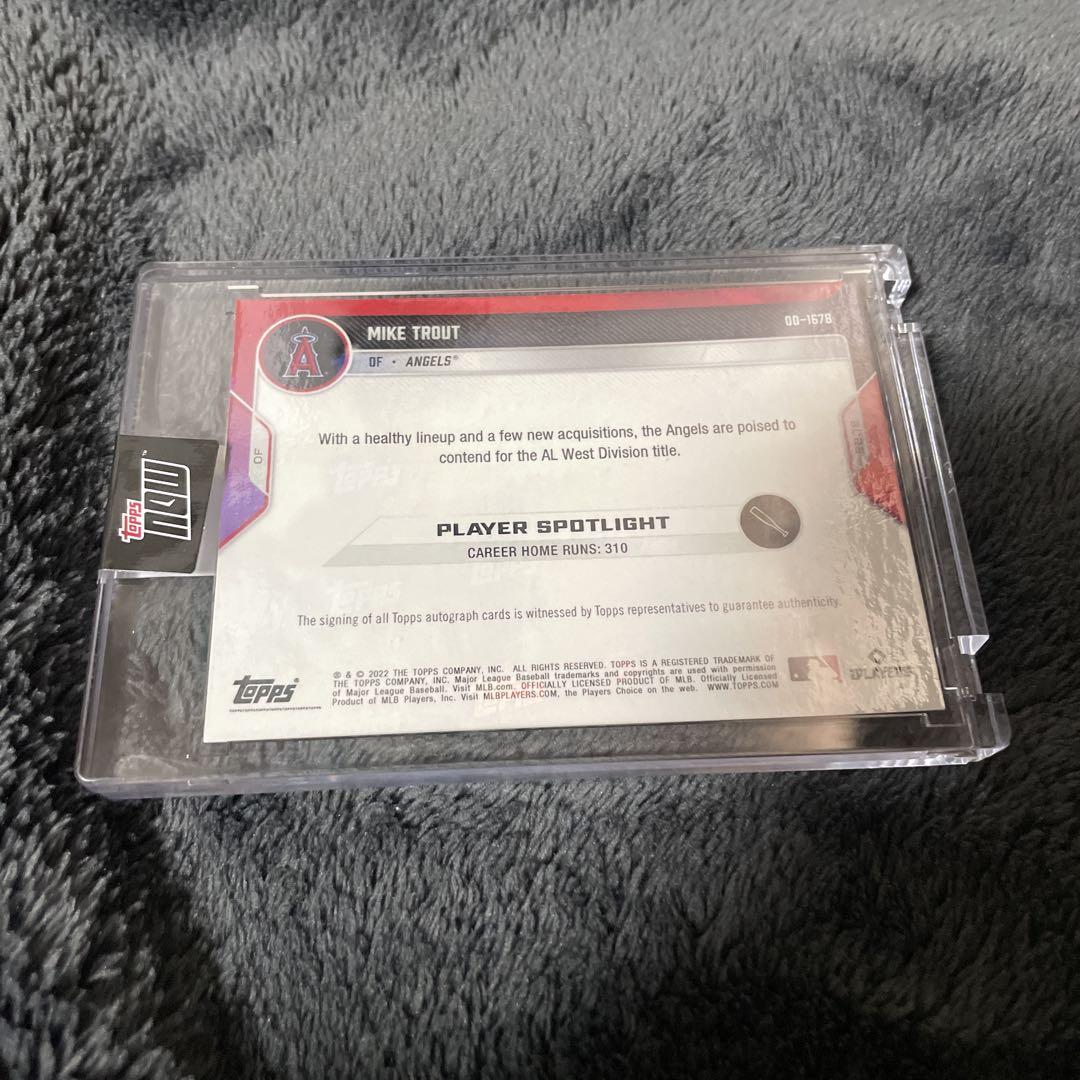 MIKE TROUT
OD-167B
OF • ANGELS®
A
OF
With a healthy lineup and a few new acquisitions, the Angels are poised to
contend for the AL West Division title.
topps NOW™
PLAYER SPOTLIGHT
CAREER HOME RUNS: 310
The signing of all Topps autograph cards is witnessed by Topps representatives to guarantee authenticity.
® & © 2022 THE TOPPS COMPANY, INC. ALL RIGHTS RESERVED. TOPPS IS A REGISTERED TRADEMARK OF
THE TOPPS COMPANY, INC. Major League Baseball trademarks and copyrights are used with permission
of Major League Baseball. Visit MLB.com. OFFICIALLY LICENSED PRODUCT OF MLB. Officially Licensed
Product of MLB Players, Inc. Visit MLBPLAYERS.COM, the Players Choice on the web. WWW.TOPPS.COM
topps
PLAYERS